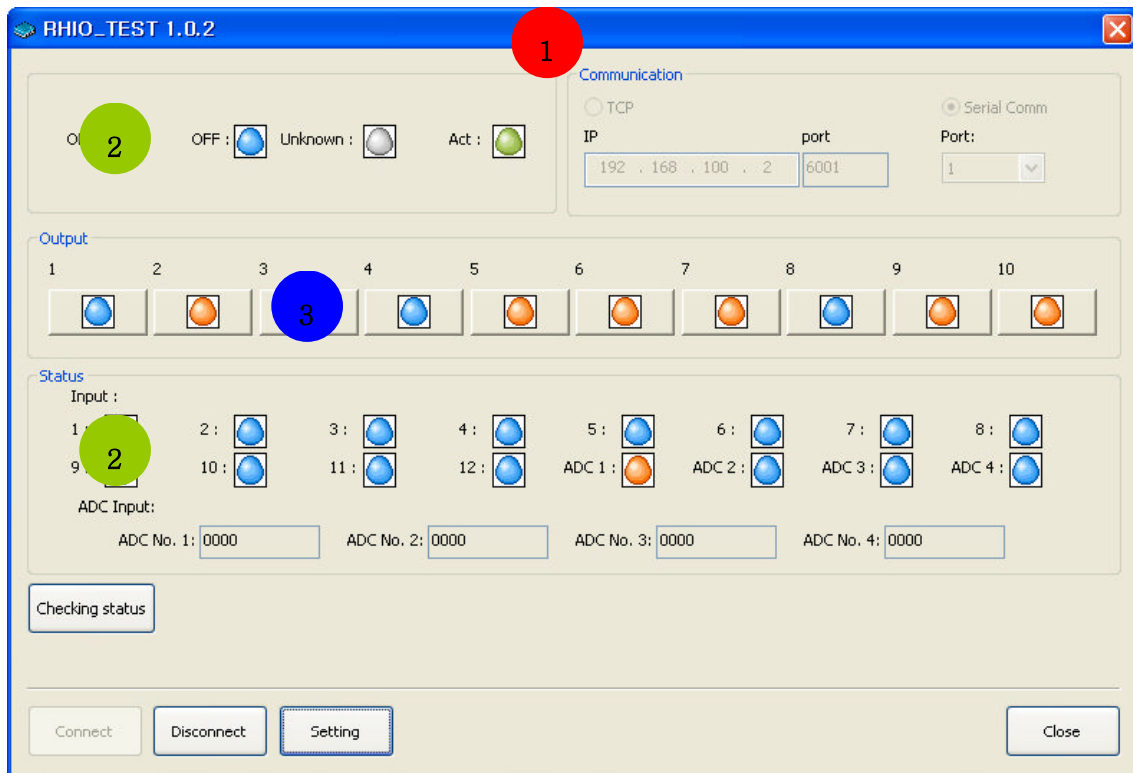 RHIO_TEST 1.0.2
1
Communication
TCP
Serial Comm
2
OFF :
Unknown :
Act :
IP
port
Port:
192 . 168 . 100 . 2
6001
1
Output
1 2 3 4 5 6 7 8 9 10
3
Status
Input :
1 : 2 : 3 : 4 : 5 : 6 : 7 : 8 :
2
9 : 10 : 11 : 12 : ADC 1 : ADC 2 : ADC 3 : ADC 4 :
ADC Input:
ADC No. 1: 0000 ADC No. 2: 0000 ADC No. 3: 0000 ADC No. 4: 0000
Checking status
Connect Disconnect Setting Close